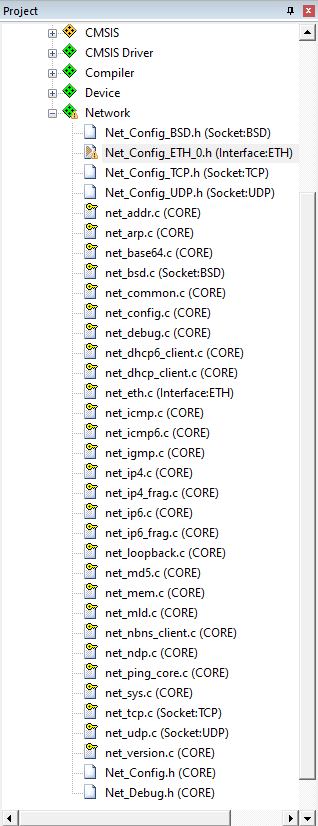 Project
CMSIS
CMSIS Driver
Compiler
Device
Network
Net_Config_BSD.h (Socket:BSD)
Net_Config_ETH_0.h (Interface:ETH)
Net_Config_TCP.h (Socket:TCP)
Net_Config_UDP.h (Socket:UDP)
net_addr.c (CORE)
net_arp.c (CORE)
net_base64.c (CORE)
net_bsd.c (Socket:BSD)
net_common.c (CORE)
net_config.c (CORE)
net_debug.c (CORE)
net_dhcp6_client.c (CORE)
net_dhcp_client.c (CORE)
net_eth.c (Interface:ETH)
net_icmp.c (CORE)
net_icmp6.c (CORE)
net_igmp.c (CORE)
net_ip4.c (CORE)
net_ip4_frag.c (CORE)
net_ip6.c (CORE)
net_ip6_frag.c (CORE)
net_loopback.c (CORE)
net_md5.c (CORE)
net_mem.c (CORE)
net_mld.c (CORE)
net_nbns_client.c (CORE)
net_ndp.c (CORE)
net_ping_core.c (CORE)
net_sys.c (CORE)
net_tcp.c (Socket:TCP)
net_udp.c (Socket:UDP)
net_version.c (CORE)
Net_Config.h (CORE)
Net_Debug.h (CORE)